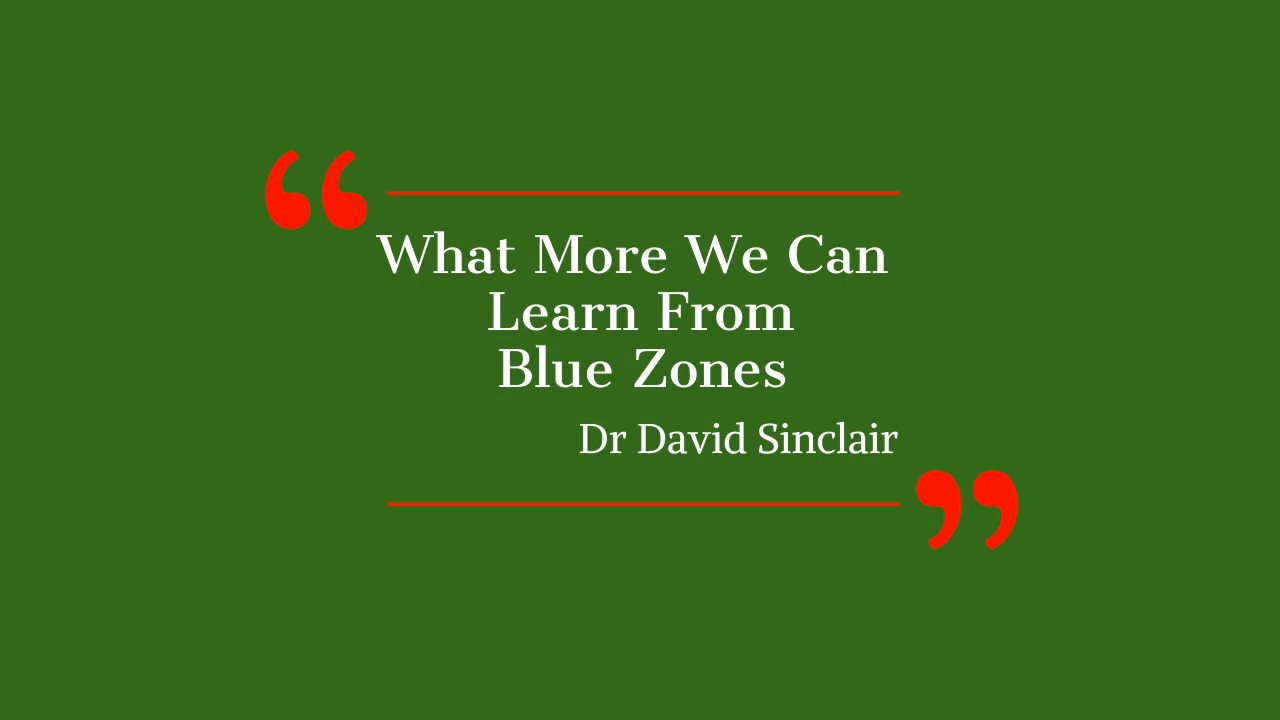 “
What More We Can
Learn From
Blue Zones
Dr David Sinclair
”